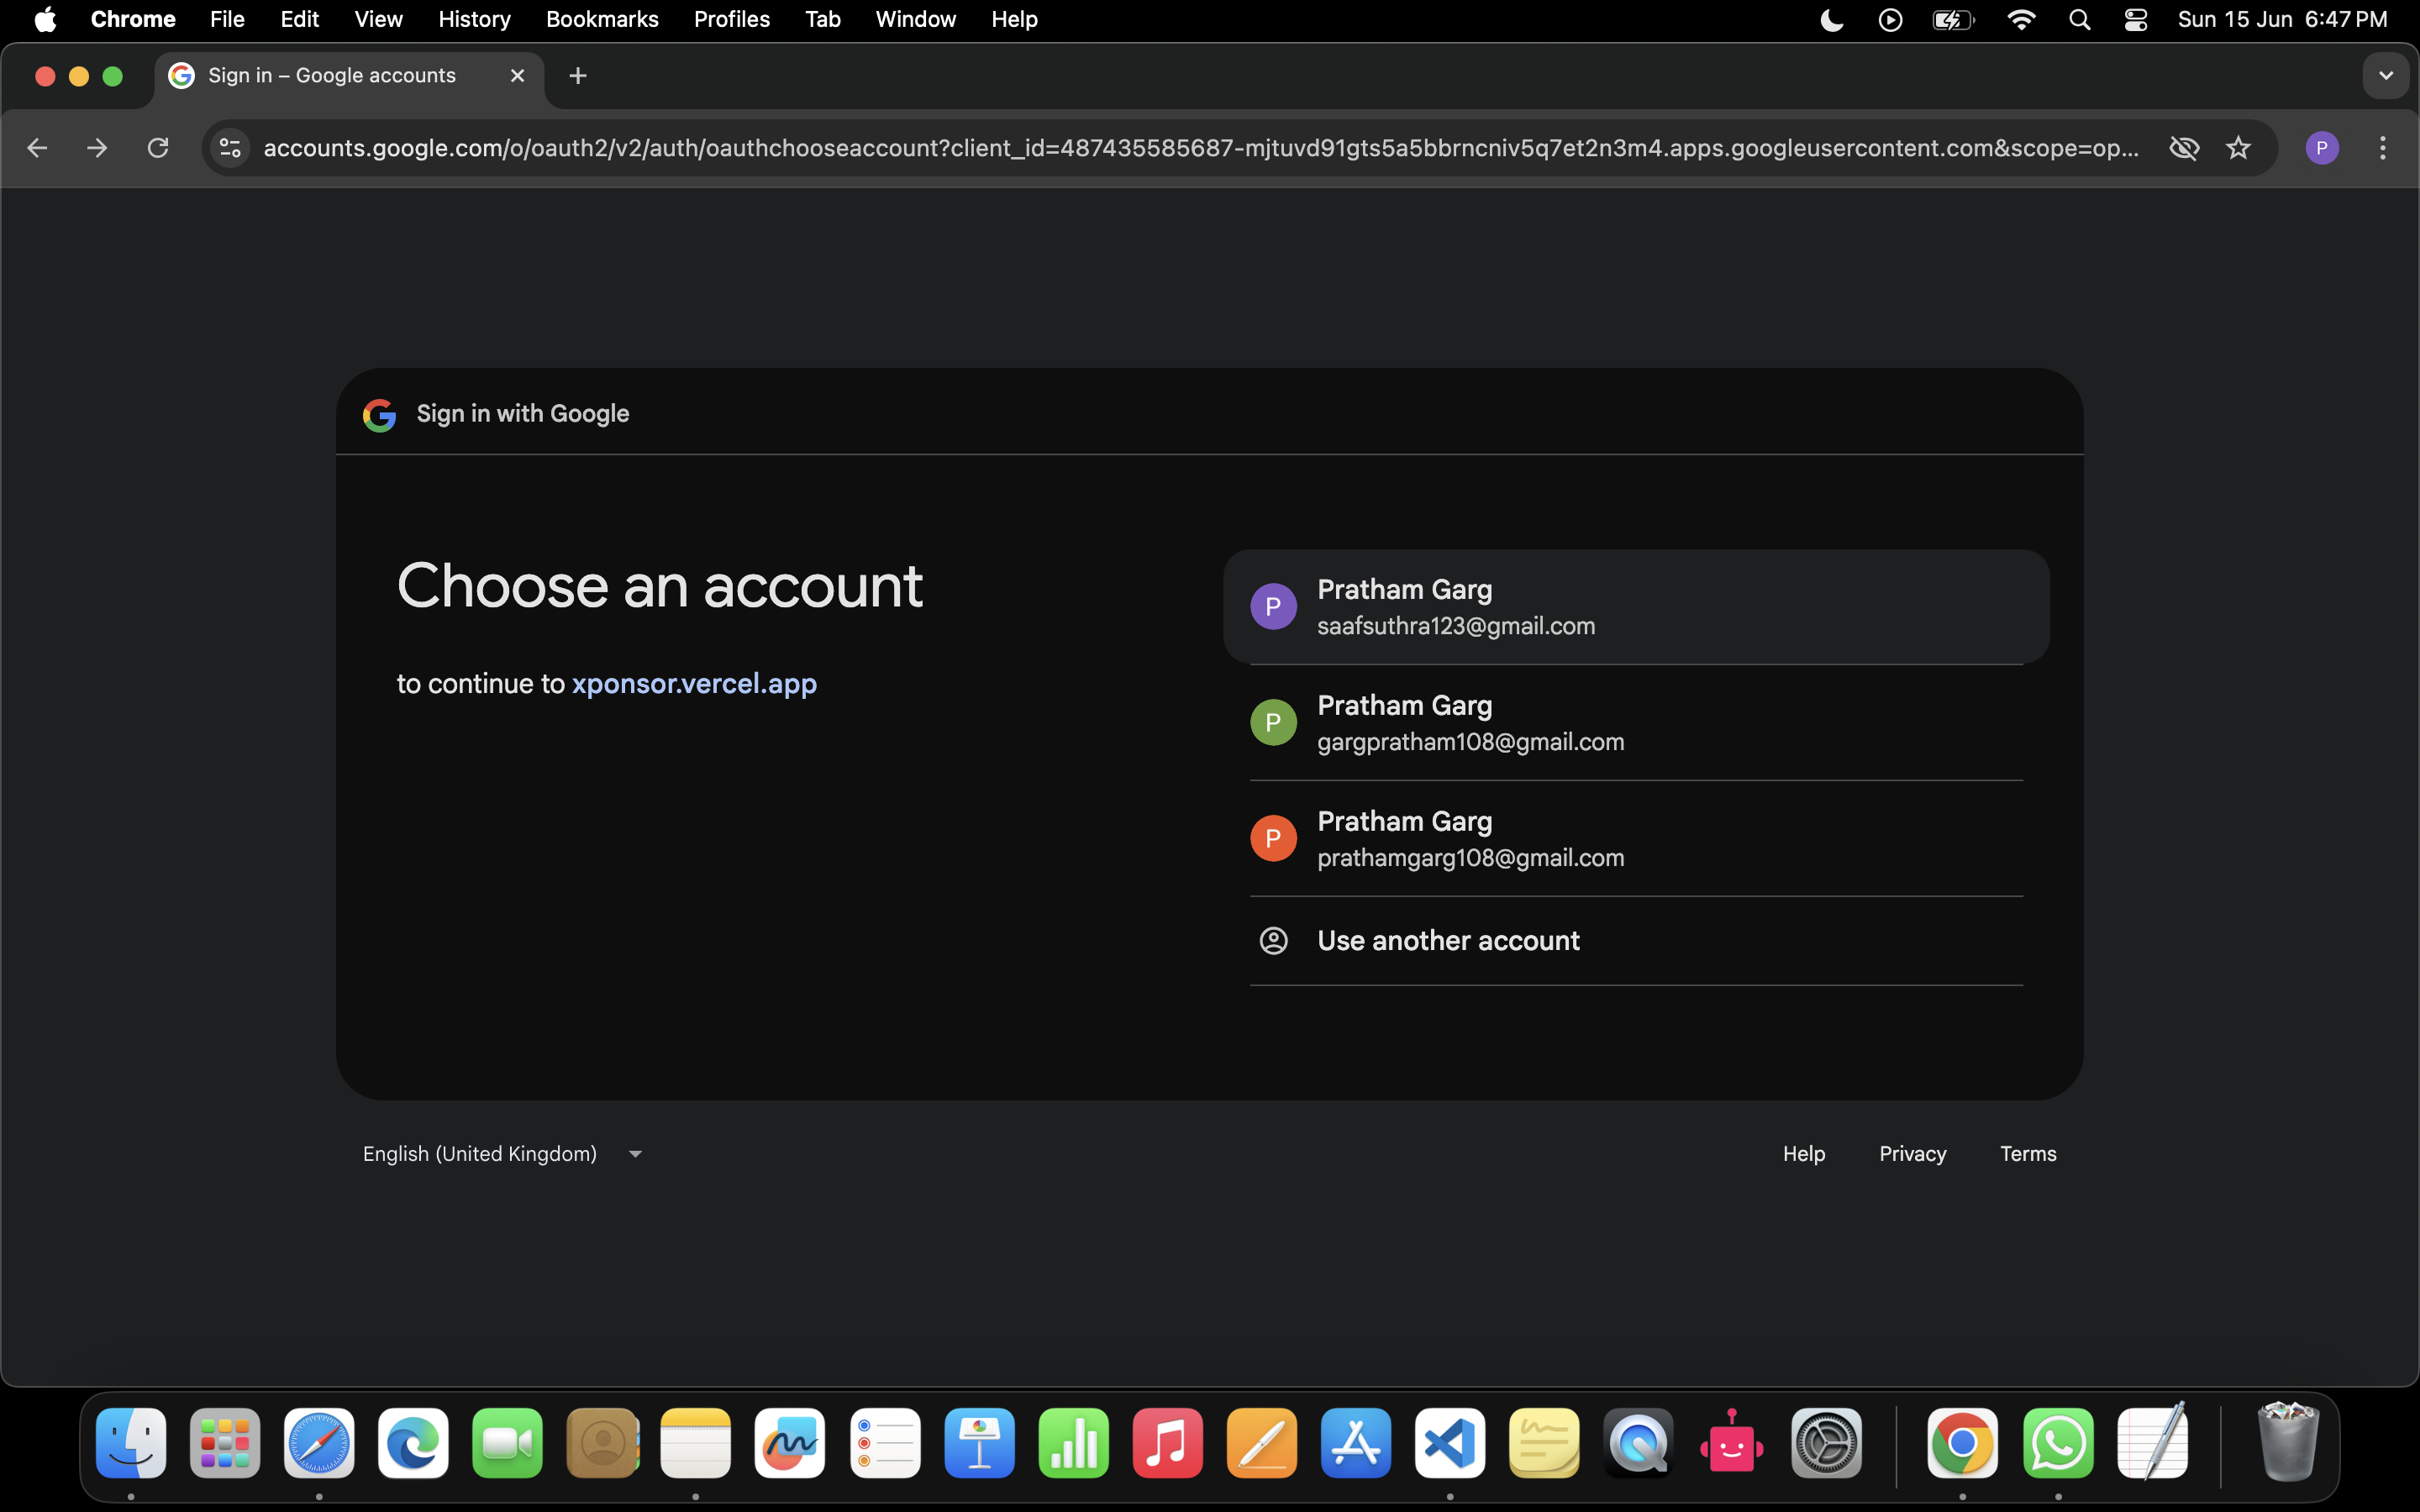 Chrome File Edit View History Bookmarks Profiles Tab Window Help Sun 15 Jun 6:47 PM
Sign in – Google accounts
accounts.google.com/o/oauth2/v2/auth/oauthchooseaccount?client_id=487435585687-mjtuvd91gts5a5bbrncniv5q7et2n3m4.apps.googleusercontent.com&scope=op... P
Sign in with Google
Choose an account
to continue to xponsor.vercel.app
P Pratham Garg
saafsuthra123@gmail.com
P Pratham Garg
gargpratham108@gmail.com
P Pratham Garg
prathamgarg108@gmail.com
Use another account
English (United Kingdom)
Help Privacy Terms